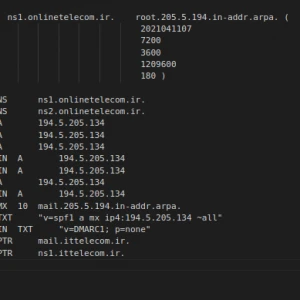 ns1.onlinetelecom.ir. root.205.5.194.in-addr.arpa. (
2021041107
7200
3600
1209600
180 )
NS ns1.onlinetelecom.ir.
NS ns2.onlinetelecom.ir.
A 194.5.205.134
A 194.5.205.134
A 194.5.205.134
IN A 194.5.205.134
IN A 194.5.205.134
A 194.5.205.134
IN A 194.5.205.134
MX 10 mail.205.5.194.in-addr.arpa.
TXT "v=spf1 a mx ip4:194.5.205.134 ~all"
IN TXT "v=DMARC1; p=none"
PTR mail.ittelecom.ir.
PTR ns1.ittelecom.ir.